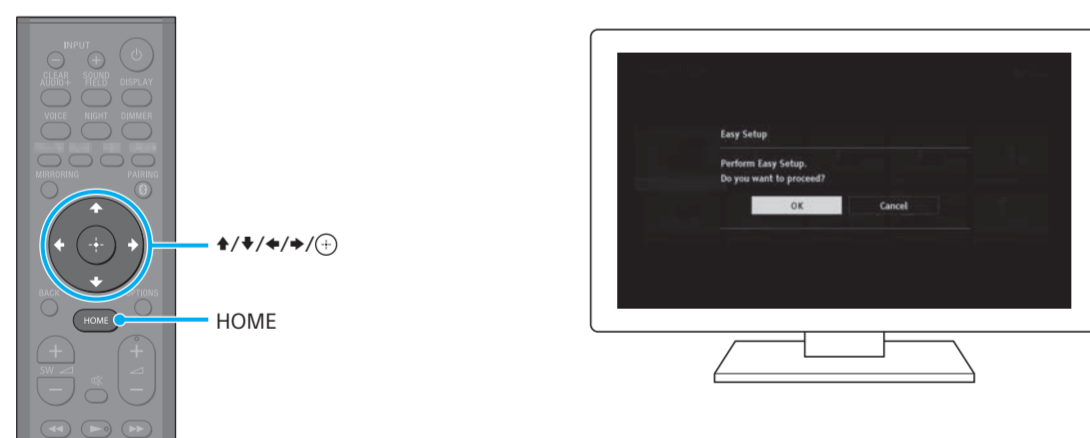 INPUT
CLEAR AUDIO+
SOUND FIELD
DISPLAY
VOICE
NIGHT
DIMMER
MIRRORING
PAIRING
BACK
OPTIONS
HOME
SW
↑/↓/←/→/⊕
HOME
Easy Setup
Perform Easy Setup.
Do you want to proceed?
OK
Cancel